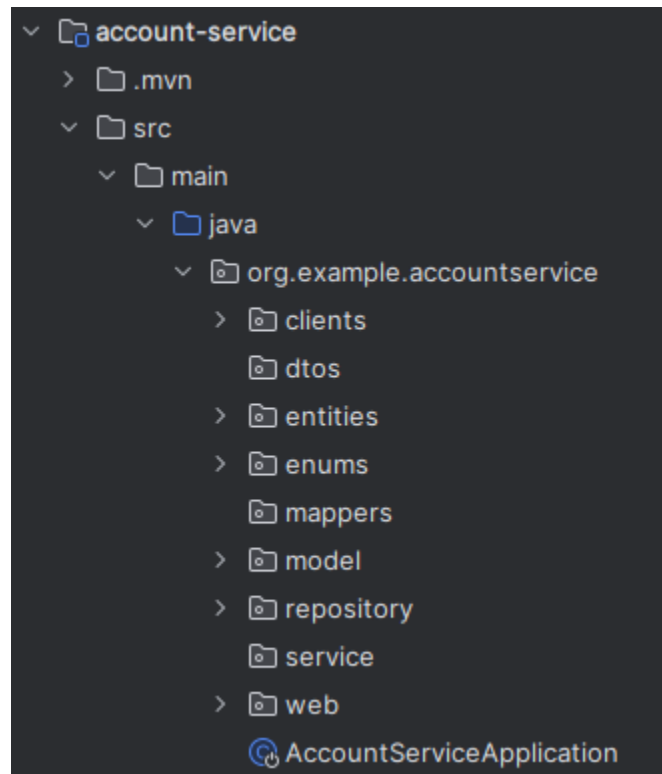 account-service
.mvn
src
main
java
org.example.accountservice
clients
dtos
entities
enums
mappers
model
repository
service
web
AccountServiceApplication